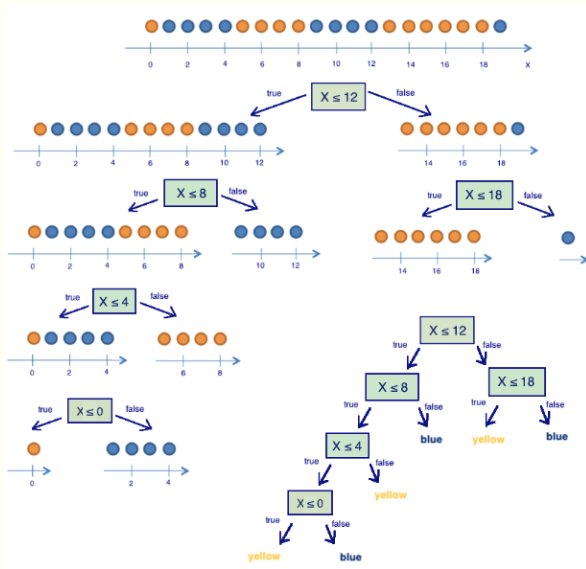 0 2 4 6 8 10 12 14 16 18 X
true X ≤ 12 false
0 2 4 6 8 10 12
14 16 18
true X ≤ 8 false
true X ≤ 18 false
0 2 4 6 8
10 12
14 16 18
true X ≤ 4 false
0 2 4
6 8
true X ≤ 0 false
0
2 4
X ≤ 12
true false
X ≤ 8 X ≤ 18
true false true false
blue yellow blue
X ≤ 4
true false
yellow
X ≤ 0
true false
yellow blue